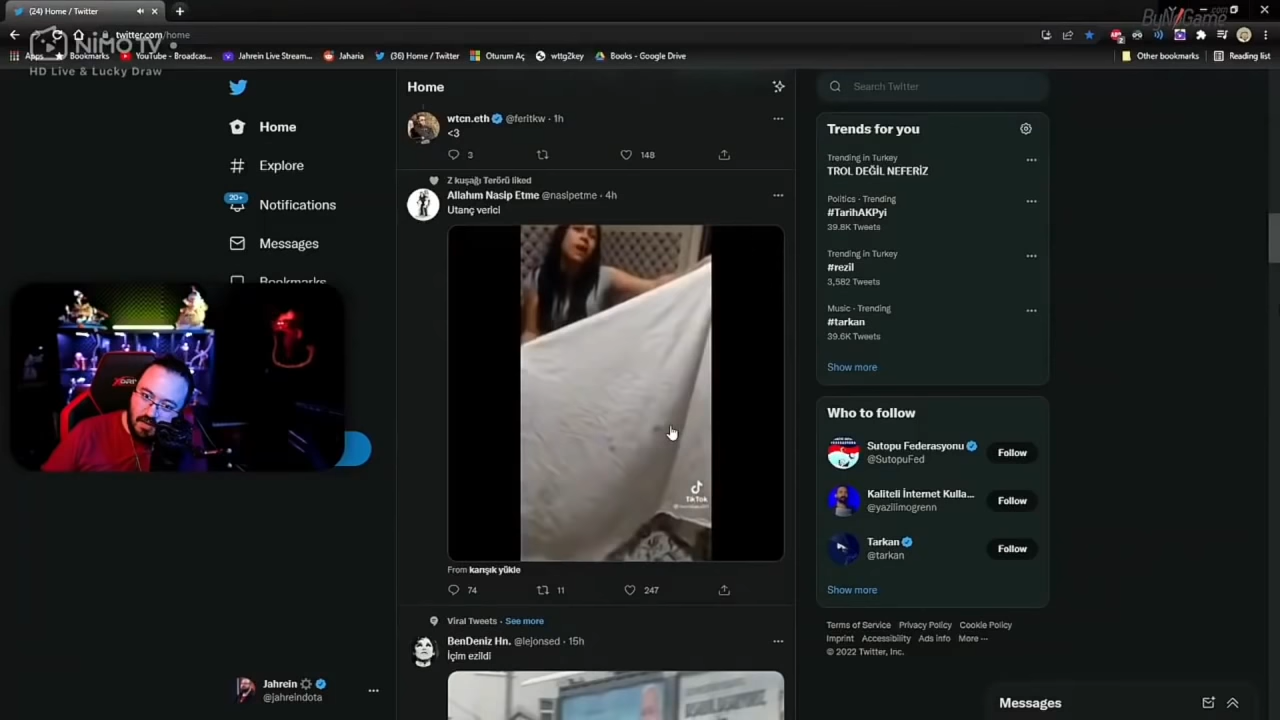 (24) Home / Twitter
ByNoGame.com
twitter.com/home
NiMO TV
HD Live & Lucky Draw
Apps
Bookmarks
YouTube - Broadcas...
Jahrein Live Stream...
Jaharia
(36) Home / Twitter
Oturum Aç
wttg2key
Books - Google Drive
Other bookmarks
Reading list
Home
Explore
20+
Notifications
Messages
Bookmarks
Jahrein
@jahreindota
Home
wtcn.eth @feritkw · 1h
<3
3
148
Z kuşağı Terörü liked
Allahım Nasip Etme @nasipetme · 4h
Utanç verici
TikTok
From karışık yükle
74
11
247
Viral Tweets · See more
BenDeniz Hn. @lejonsed · 15h
İçim ezildi
Search Twitter
Trends for you
Trending in Turkey
TROL DEĞİL NEFERİZ
Politics · Trending
#TarihAKPyi
39.8K Tweets
Trending in Turkey
#rezil
3,582 Tweets
Music · Trending
#tarkan
39.6K Tweets
Show more
Who to follow
Sutopu Federasyonu
@SutopuFed
Follow
Kaliteli İnternet Kulla...
@yazilimogrenn
Follow
Tarkan
@tarkan
Follow
Show more
Terms of Service Privacy Policy Cookie Policy
Imprint Accessibility Ads info More ···
© 2022 Twitter, Inc.
Messages